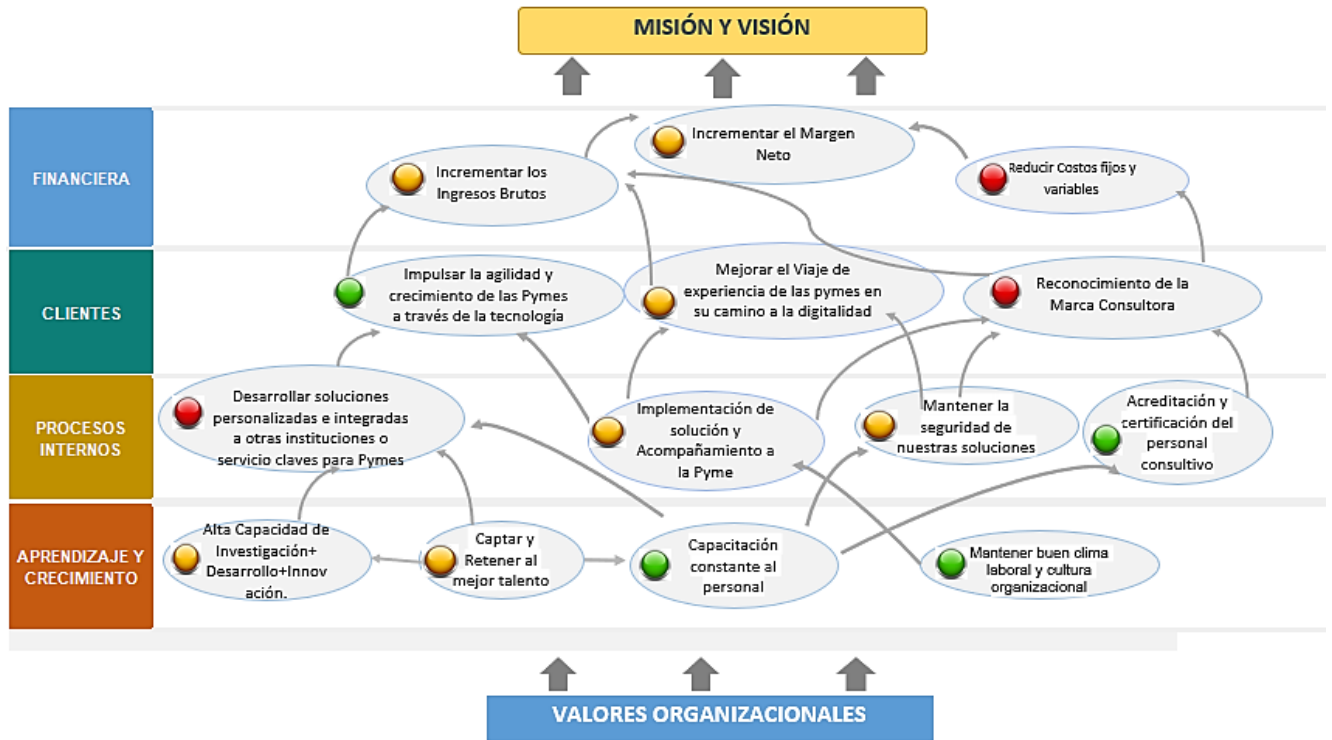 MISIÓN Y VISIÓN
FINANCIERA
Incrementar el Margen
Neto
Incrementar los
Ingresos Brutos
Reducir Costos fijos y
variables
CLIENTES
Impulsar la agilidad y
crecimiento de las Pymes
a través de la tecnología
Mejorar el Viaje de
experiencia de las pymes en
su camino a la digitalidad
Reconocimiento de la
Marca Consultora
PROCESOS
INTERNOS
Desarrollar soluciones
personalizadas e integradas
a otras instituciones o
servicio claves para Pymes
Implementación de
solución y
Acompañamiento a
la Pyme
Mantener la
seguridad de
nuestras soluciones
Acreditación y
certificación del
personal
consultivo
APRENDIZAJE Y
CRECIMIENTO
Alta Capacidad de
Investigación+
Desarrollo+Innov
ación.
Captar y
Retener al
mejor talento
Capacitación
constante al
personal
Mantener buen clima
laboral y cultura
organizacional
VALORES ORGANIZACIONALES